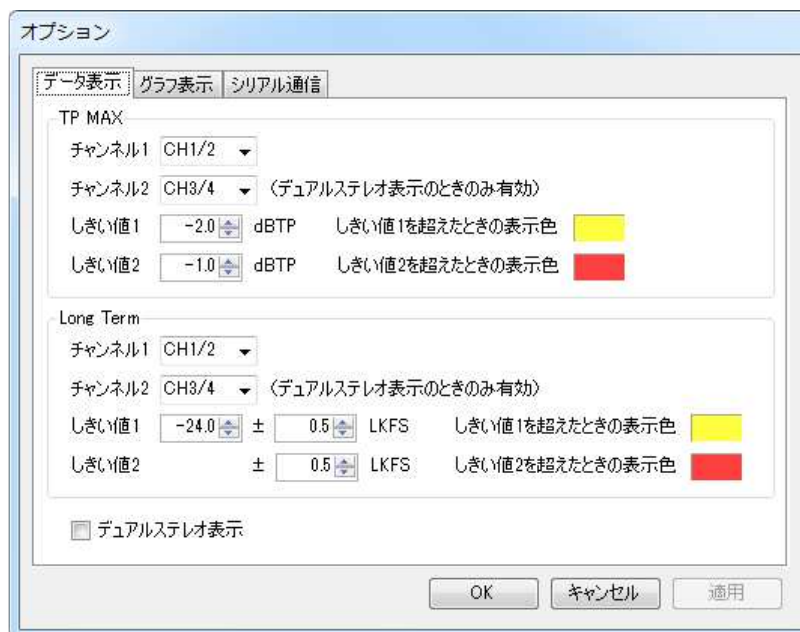 オプション
データ表示 グラフ表示 シリアル通信
TP MAX
チャンネル1 CH1/2
チャンネル2 CH3/4 (デュアルステレオ表示のときのみ有効)
しきい値1 -2.0 dBTP しきい値1を超えたときの表示色
しきい値2 -1.0 dBTP しきい値2を超えたときの表示色
Long Term
チャンネル1 CH1/2
チャンネル2 CH3/4 (デュアルステレオ表示のときのみ有効)
しきい値1 -24.0 ± 0.5 LKFS しきい値1を超えたときの表示色
しきい値2 ± 0.5 LKFS しきい値2を超えたときの表示色
デュアルステレオ表示
OK キャンセル 適用